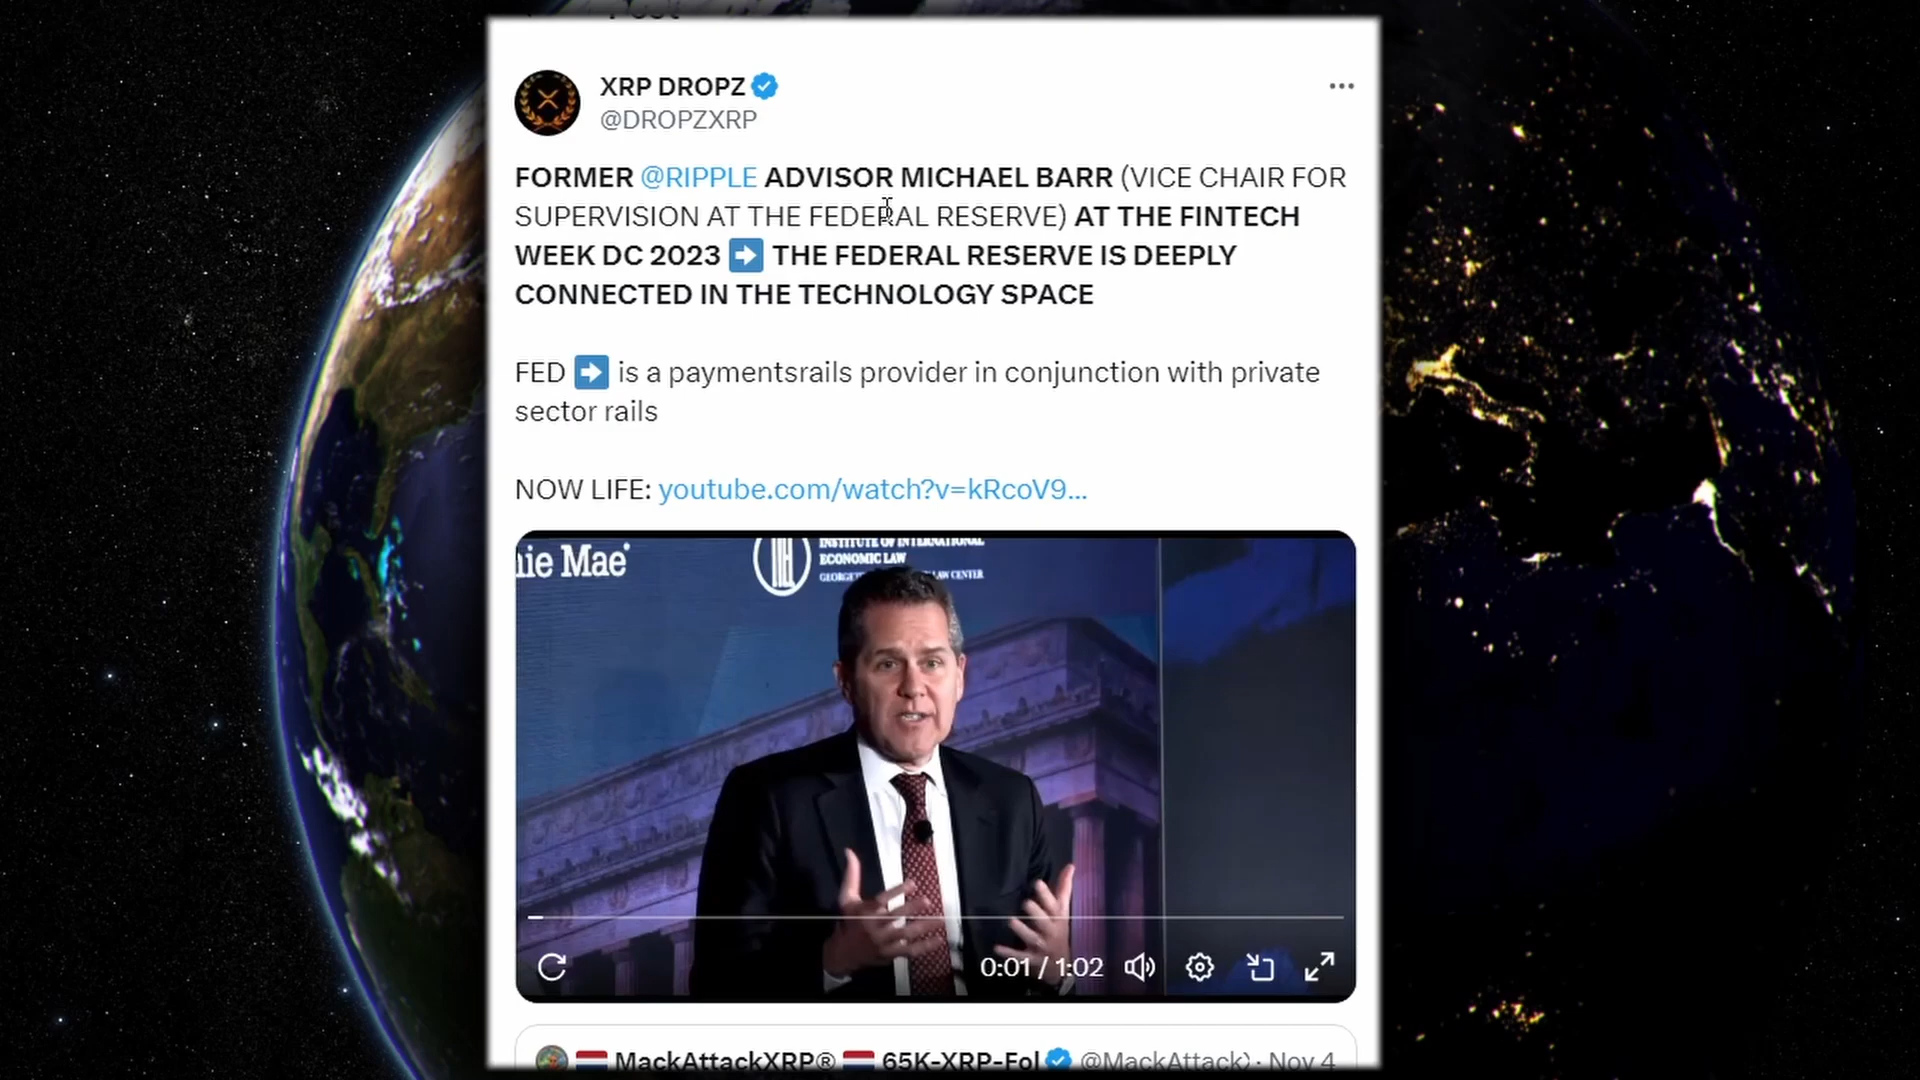 XRP DROPZ
@DROPZXRP
FORMER @RIPPLE ADVISOR MICHAEL BARR (VICE CHAIR FOR
SUPERVISION AT THE FEDERAL RESERVE) AT THE FINTECH
WEEK DC 2023 ➡ THE FEDERAL RESERVE IS DEEPLY
CONNECTED IN THE TECHNOLOGY SPACE
FED ➡ is a paymentsrails provider in conjunction with private
sector rails
NOW LIFE: youtube.com/watch?v=kRcoV9...
nie Mae
INSTITUTE OF INTERNATIONAL
ECONOMIC LAW
LAW CENTER
0:01 / 1:02
MackAttackXRP® 65K-XRP-Fol @MackAttackX · Nov 4